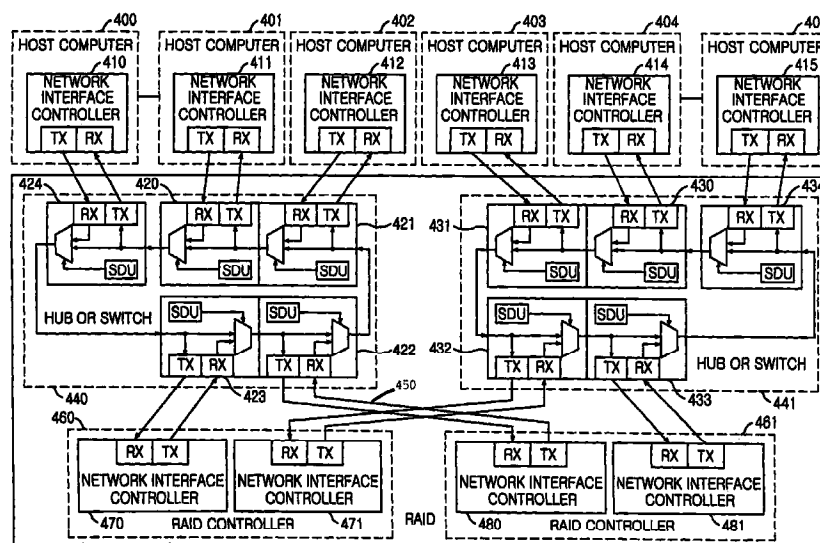 400 401 402 403 404 40
HOST COMPUTER HOST COMPUTER HOST COMPUTER HOST COMPUTER HOST COMPUTER HOST COMPUTER
410 411 412 413 414 415
NETWORK INTERFACE CONTROLLER
TX RX
NETWORK INTERFACE CONTROLLER
TX RX
NETWORK INTERFACE CONTROLLER
TX RX
NETWORK INTERFACE CONTROLLER
TX RX
NETWORK INTERFACE CONTROLLER
TX RX
NETWORK INTERFACE CONTROLLER
TX RX
424 420 430 434
RX TX RX TX RX TX RX TX RX TX RX TX
421 431
SDU SDU SDU SDU SDU SDU
HUB OR SWITCH
SDU SDU SDU SDU
422 432
HUB OR SWITCH
TX RX TX RX TX RX TX RX
440 423 450 433 441
460 461
RX TX RX TX RX TX RX TX
NETWORK INTERFACE CONTROLLER
NETWORK INTERFACE CONTROLLER
NETWORK INTERFACE CONTROLLER
NETWORK INTERFACE CONTROLLER
470 RAID CONTROLLER 471 RAID 480 RAID CONTROLLER 481